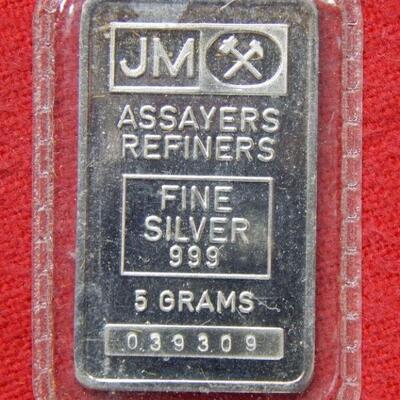 JM
ASSAYERS
REFINERS
FINE
SILVER
999
5 GRAMS
039309